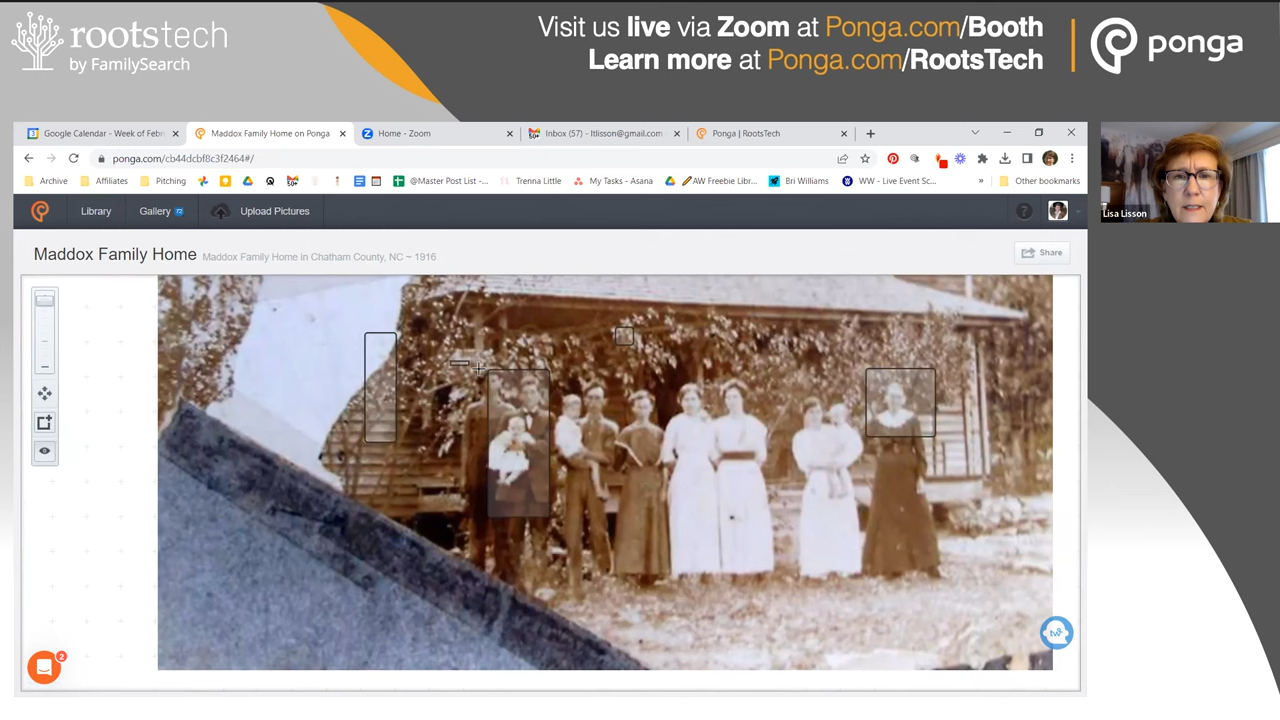 rootstech
by FamilySearch
Visit us live via Zoom at Ponga.com/Booth
Learn more at Ponga.com/RootsTech
ponga
Google Calendar - Week of Febr
Maddox Family Home on Ponga
Home - Zoom
Inbox (57) - ltlisson@gmail.com
Ponga | RootsTech
ponga.com/cb44dcbf8c3f2464#/
Archive
Affiliates
Pitching
50+
@Master Post List -...
Trenna Little
My Tasks - Asana
AW Freebie Libr...
Bri Williams
WW - Live Event Sc...
»
Other bookmarks
Library
Gallery 72
Upload Pictures
?
Maddox Family Home
Maddox Family Home in Chatham County, NC ~ 1916
Share
Lisa Lisson
2